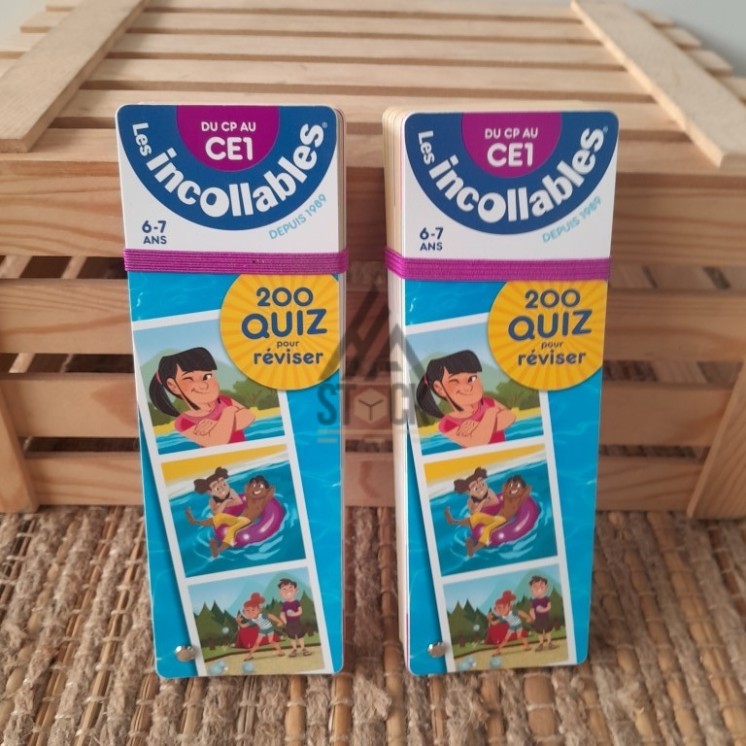 DU CP AU
CE1
Les incollables®
DEPUIS 1989
6-7
ANS
200
QUIZ
pour
réviser
DU CP AU
CE1
Les incollables®
DEPUIS 1989
6-7
ANS
200
QUIZ
pour
réviser
STOCK